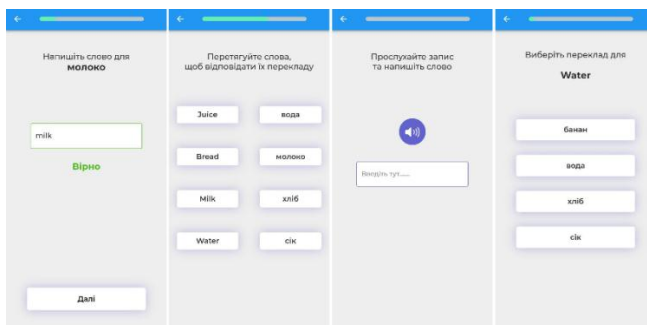 Напишіть слово для
молоко
milk
Вірно
Далі
Перетягуйте слова,
щоб відповідати їх перекладу
Juice
вода
Bread
молоко
Milk
хліб
Water
сік
Прослухайте запис
та напишіть слово
Введіть тут.....
Виберіть переклад для
Water
банан
вода
хліб
сік